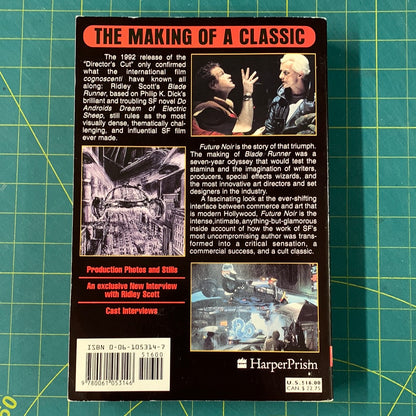 THE MAKING OF A CLASSIC
The 1992 release of the
"Director's Cut" only confirmed
what the international film
cognoscenti have known all
along: Ridley Scott's Blade
Runner, based on Philip K. Dick's
brilliant and troubling SF novel Do
Androids Dream of Electric
Sheep, still rules as the most
visually dense, thematically chal-
lenging, and influential SF film
ever made.
Future Noir is the story of that triumph.
The making of Blade Runner was
a seven-year odyssey that would test the
stamina and the imagination of writers,
producers, special effects wizards, and
the most innovative art directors and set
designers in the industry.
A fascinating look at the ever-shifting
interface between commerce and art that
is modern Hollywood, Future Noir is the
intense, intimate, anything-but-glamorous
inside account of how the work of SF's
most uncompromising author was trans-
formed into a critical sensation, a
commercial success, and a cult classic.
Production Photos and Stills
An exclusive New Interview
with Ridley Scott
Cast Interviews
ISBN 0-06-105314-7
51600
9 780061 053146
HarperPrism
U.S. $16.00
CAN. $ 22.75